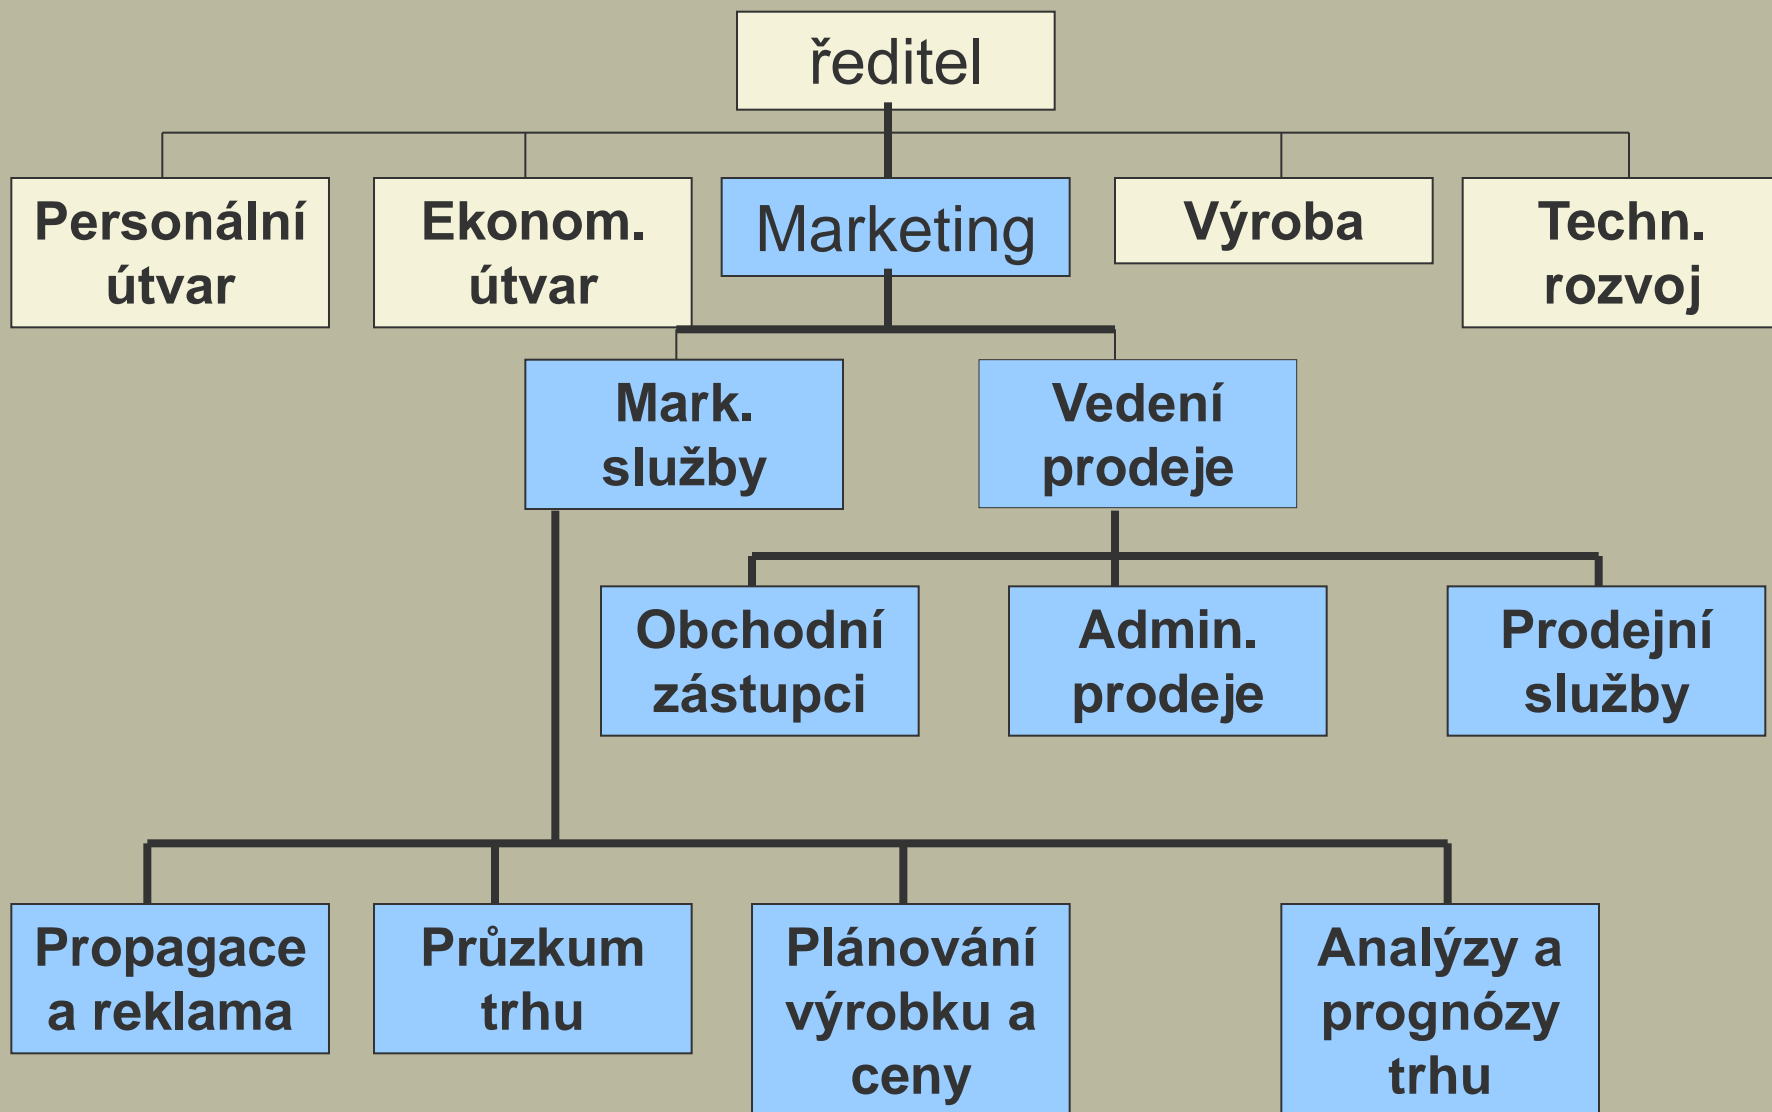 ředitel
Personální
útvar
Ekonom.
útvar
Marketing
Výroba
Techn.
rozvoj
Mark.
služby
Vedení
prodeje
Obchodní
zástupci
Admin.
prodeje
Prodejní
služby
Propagace
a reklama
Průzkum
trhu
Plánování
výrobku a
ceny
Analýzy a
prognózy
trhu